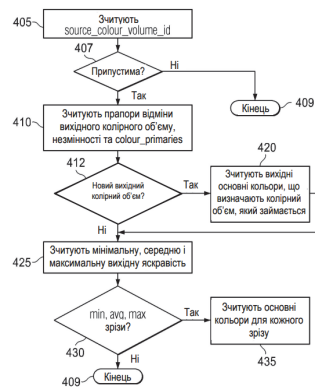 405
Зчитують
source_colour_volume_id
407
Припустима?
Ні
Так
Кінець
409
410
Зчитують прапори відміни
вихідного колірного об'єму,
незмінності та colour_primaries
412
Новий вихідний
колірний об'єм?
Так
Ні
420
Зчитують вихідні
основні кольори, що
визначають колірний
об'єм, який займається
425
Зчитують мінімальну, середню і
максимальну вихідну яскравість
min, avg, max
зрізи?
430
Так
Ні
Зчитують основні
кольори для кожного
зрізу
435
409
Кінець